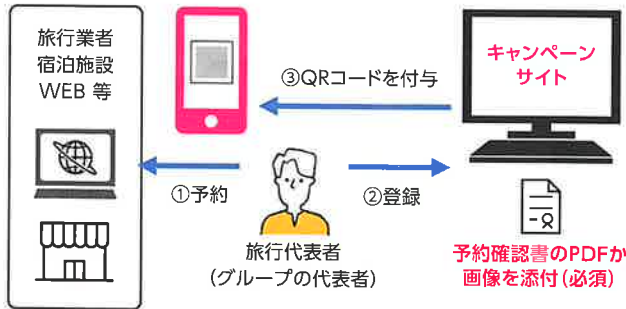 旅行業者
宿泊施設
WEB 等
③QRコードを付与
キャンペーン
サイト
①予約
②登録
旅行代表者
(グループの代表者)
予約確認書のPDFか
画像を添付(必須)